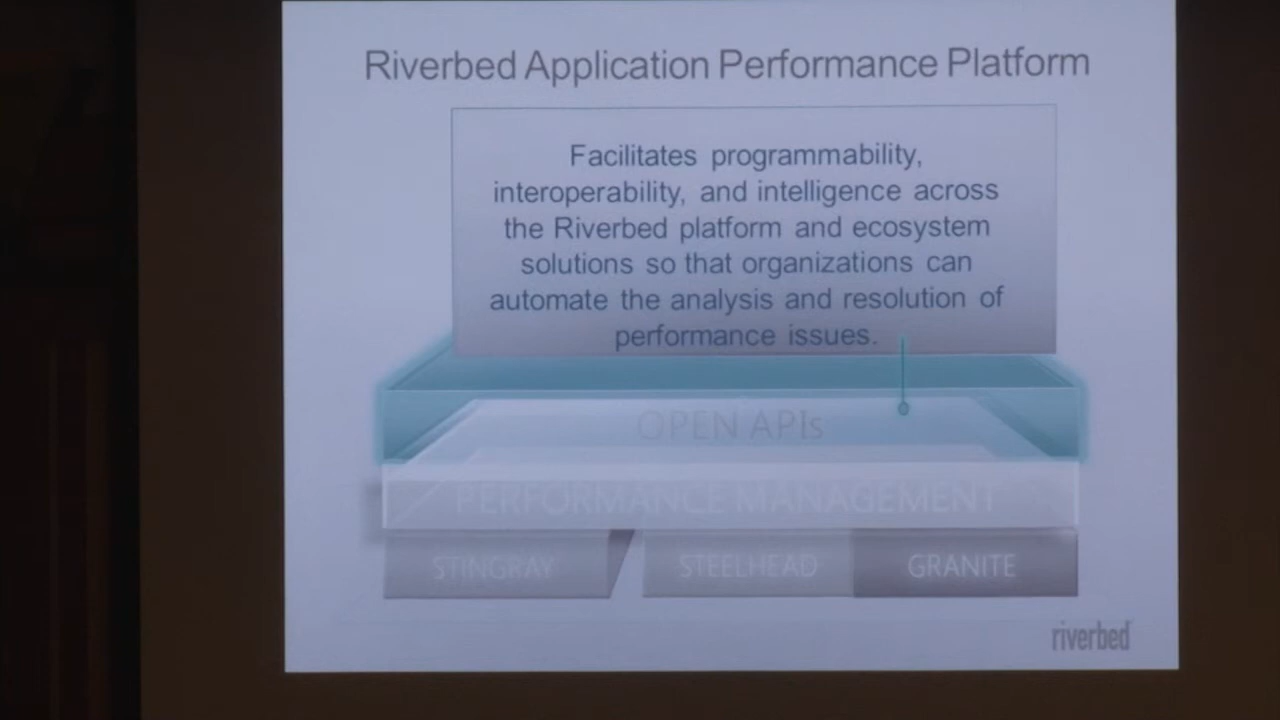 Riverbed Application Performance Platform
Facilitates programmability,
interoperability, and intelligence across
the Riverbed platform and ecosystem
solutions so that organizations can
automate the analysis and resolution of
performance issues.
OPEN APIs
PERFORMANCE MANAGEMENT
STINGRAY STEELHEAD GRANITE
riverbed